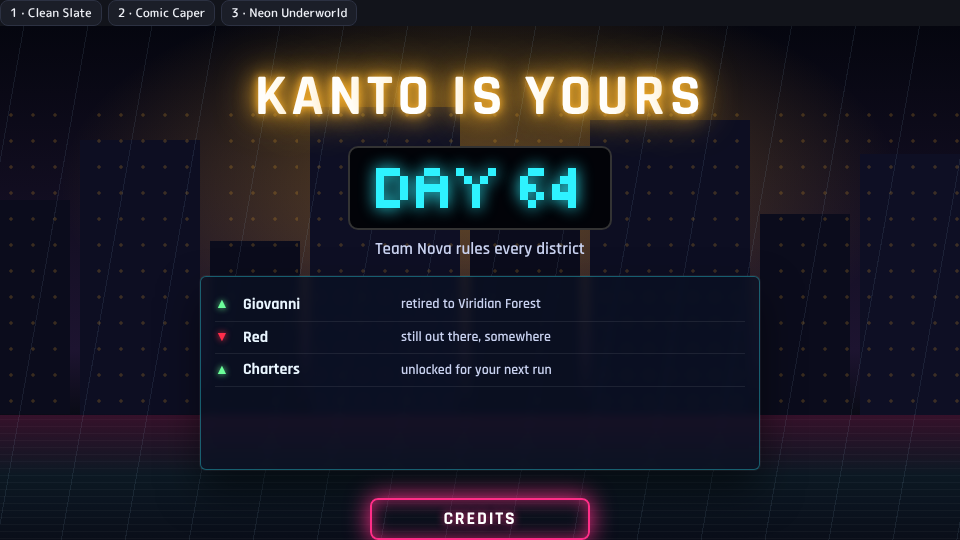 1 · Clean Slate
2 · Comic Caper
3 · Neon Underworld
KANTO IS YOURS
DAY 64
Team Nova rules every district
▲ Giovanni retired to Viridian Forest
▼ Red still out there, somewhere
▲ Charters unlocked for your next run
CREDITS